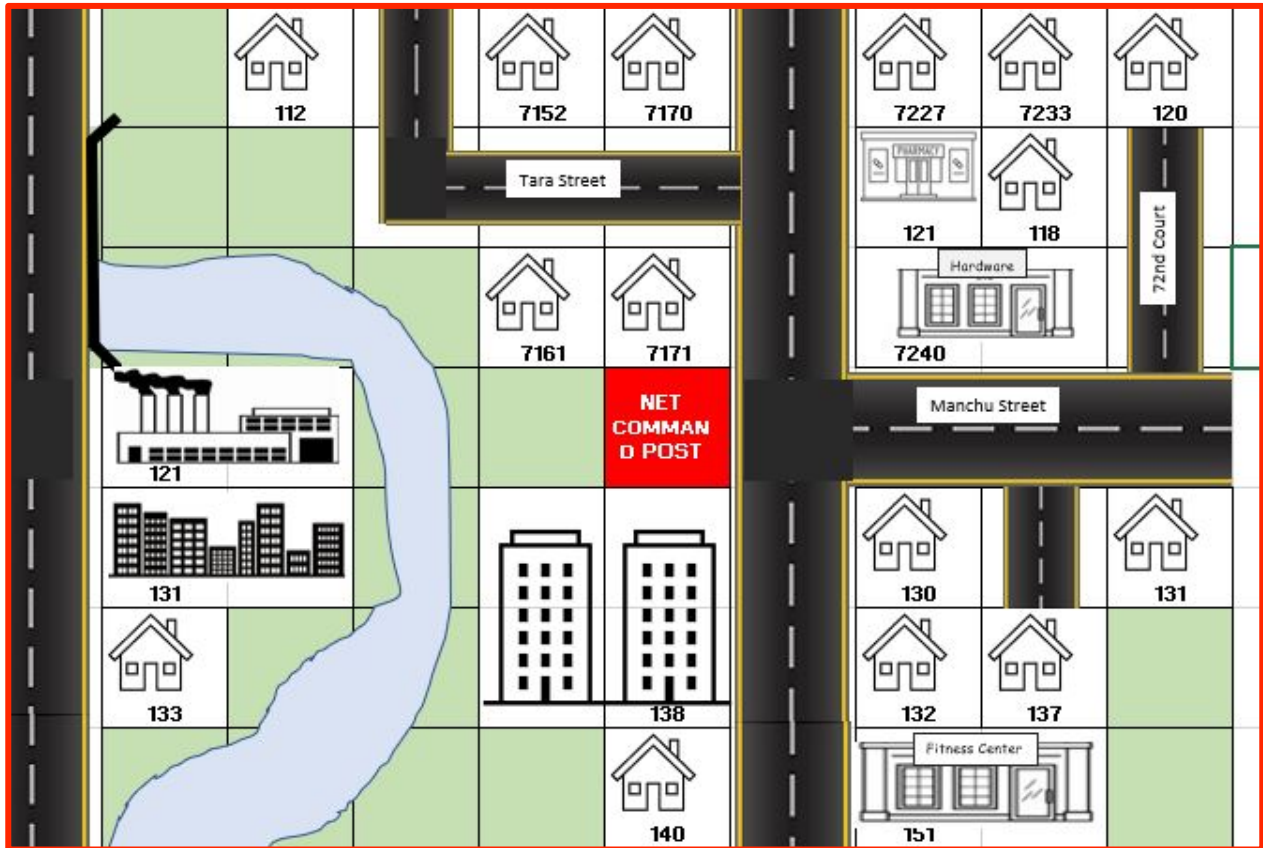 112
7152
7170
7227
7233
120
PHARMACY
Tara Street
121
118
72nd Court
Hardware
7161
7171
7240
NET
COMMAN
D POST
Manchu Street
121
131
130
131
133
138
132
137
Fitness Center
140
151